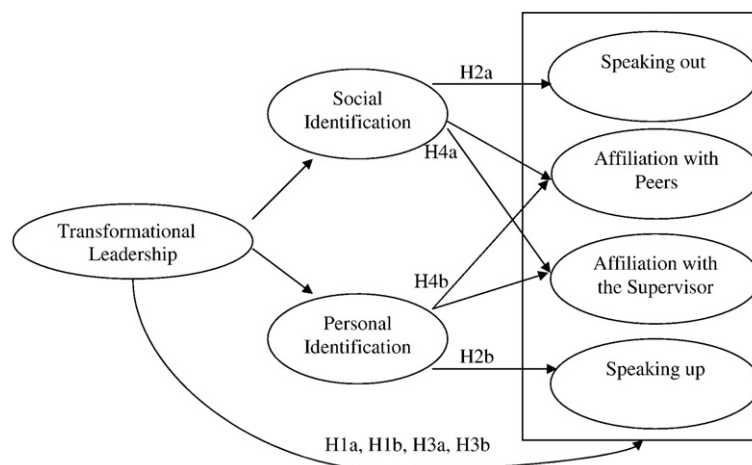 H2a
Speaking out
Social
Identification
H4a
Affiliation with
Peers
Transformational
Leadership
Affiliation with
the Supervisor
H4b
Personal
Identification
H2b
Speaking up
H1a, H1b, H3a, H3b